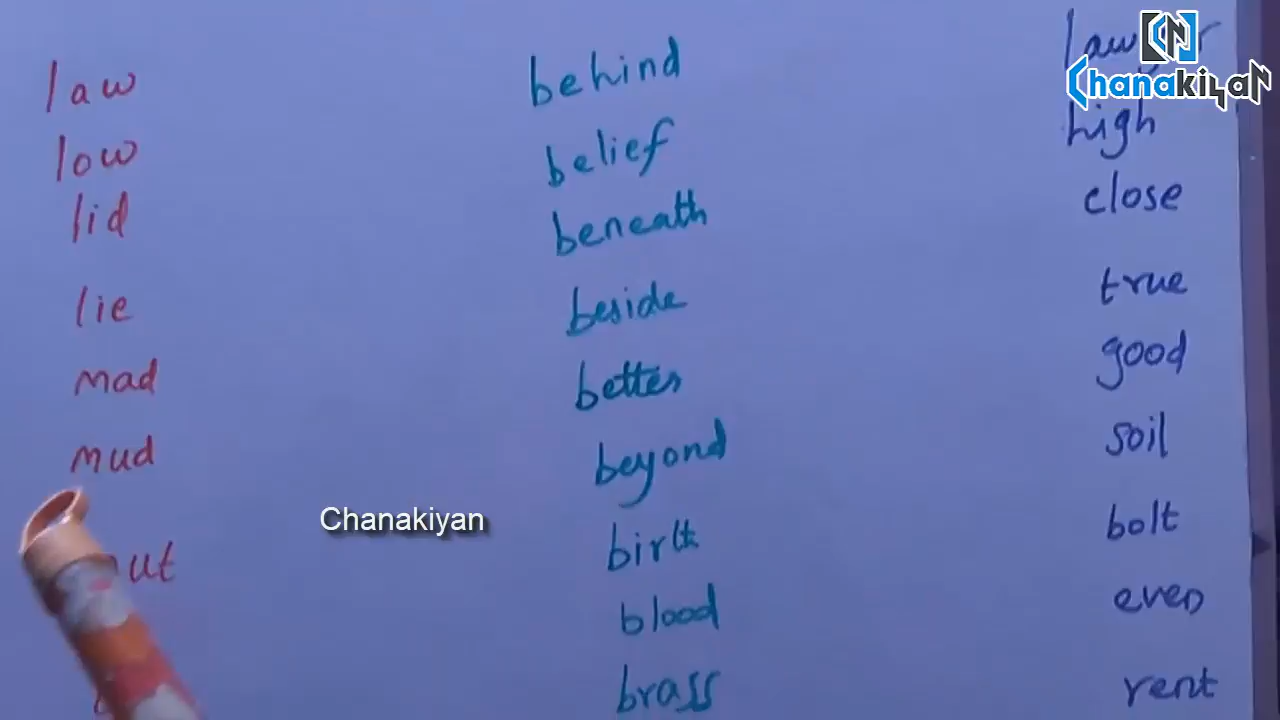 law
low
lid
lie
mad
mud
behind
belief
beneath
beside
better
beyond
birth
blood
brass
high
close
true
good
soil
bolt
even
rent
Chanakiyan
Chanakiyan